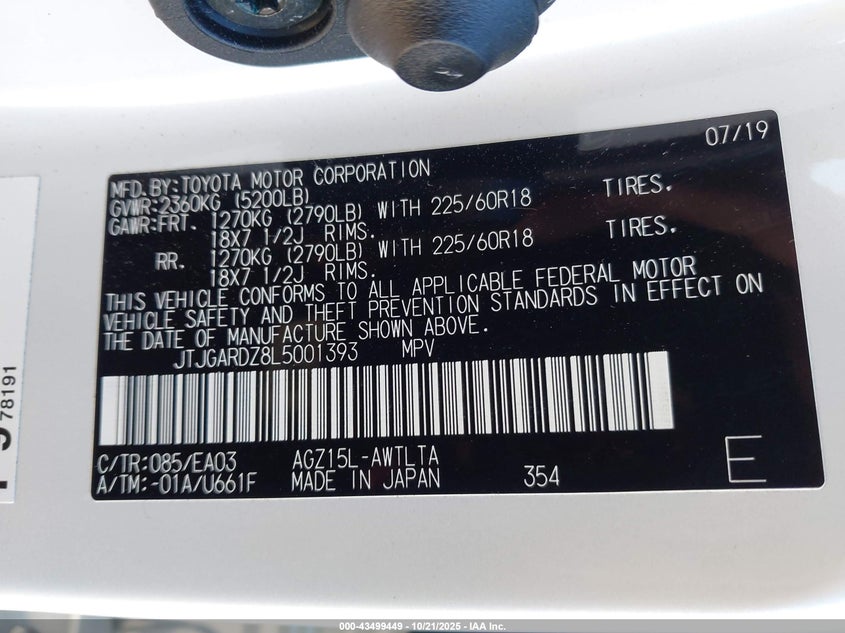 07/19
MFD.BY:TOYOTA MOTOR CORPORATION
GVWR:2360KG (5200LB)
GAWR:FRT. 1270KG (2790LB) WITH 225/60R18 TIRES.
18X7 1/2J RIMS.
RR. 1270KG (2790LB) WITH 225/60R18 TIRES.
18X7 1/2J RIMS.
THIS VEHICLE CONFORMS TO ALL APPLICABLE FEDERAL MOTOR
VEHICLE SAFETY AND THEFT PREVENTION STANDARDS IN EFFECT ON
THE DATE OF MANUFACTURE SHOWN ABOVE.
JTJGARDZ8L5001393 MPV
C/TR:085/EA03 AGZ15L-AWTLTA
A/TM:-01A/U661F MADE IN JAPAN 354 E
78191
000-43499449 - 10/21/2025 - IAA Inc.